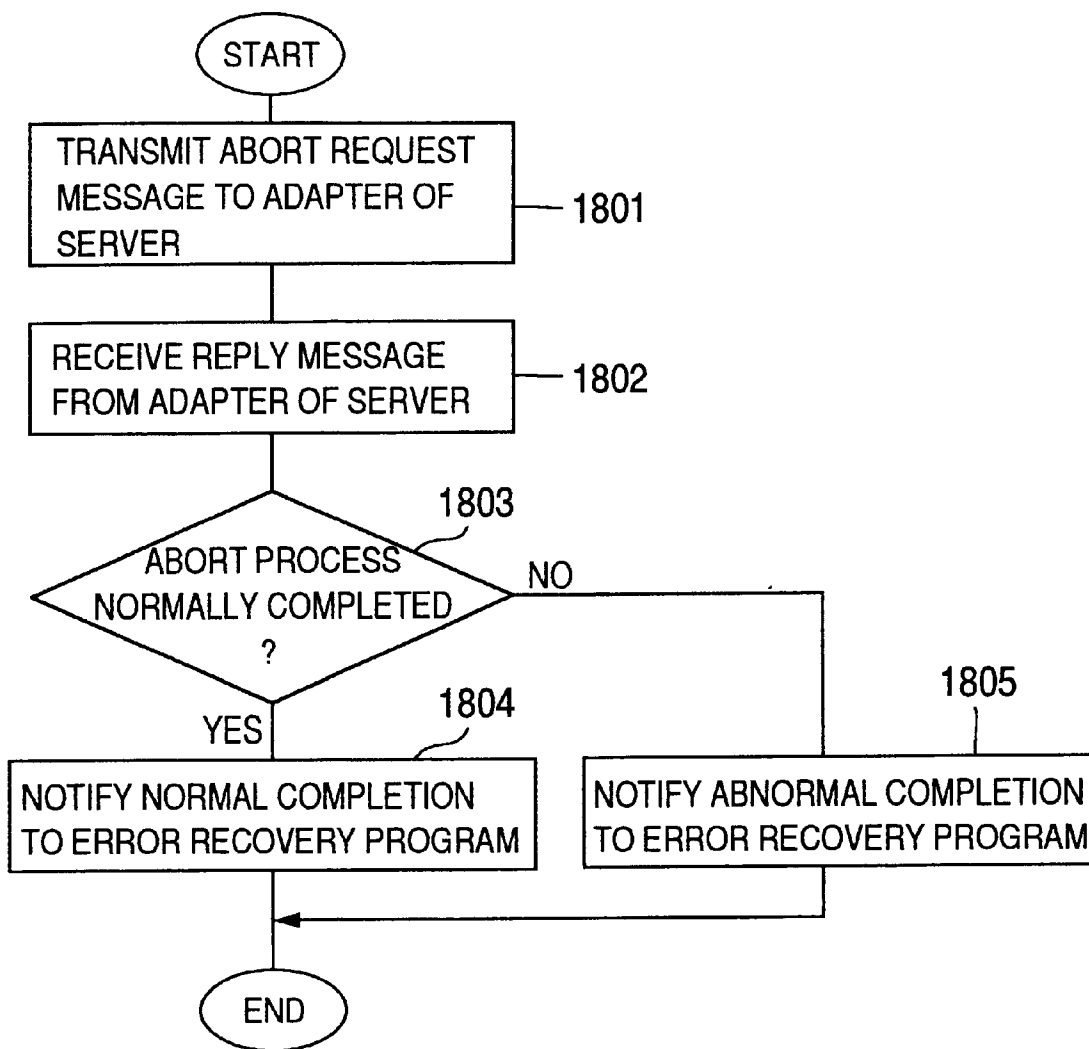 START
TRANSMIT ABORT REQUEST
MESSAGE TO ADAPTER OF
SERVER
1801
RECEIVE REPLY MESSAGE
FROM ADAPTER OF SERVER
1802
1803
ABORT PROCESS
NORMALLY COMPLETED
?
NO
YES
1804
NOTIFY NORMAL COMPLETION
TO ERROR RECOVERY PROGRAM
1805
NOTIFY ABNORMAL COMPLETION
TO ERROR RECOVERY PROGRAM
END